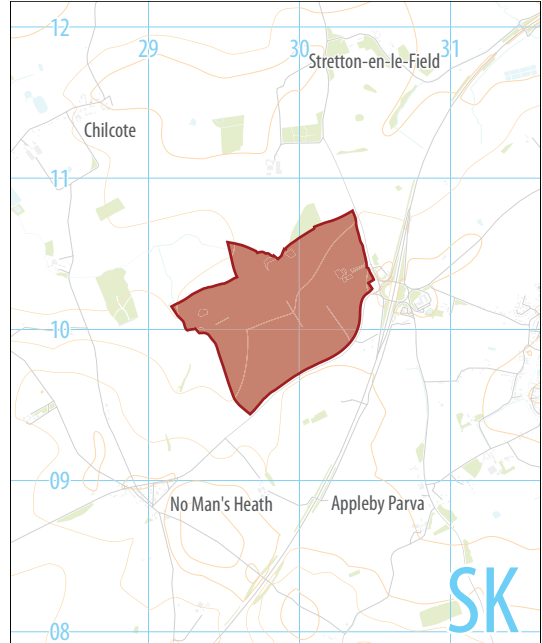 12
29
30
31
Stretton-en-le-Field
Chilcote
11
10
09
No Man's Heath
Appleby Parva
SK
08